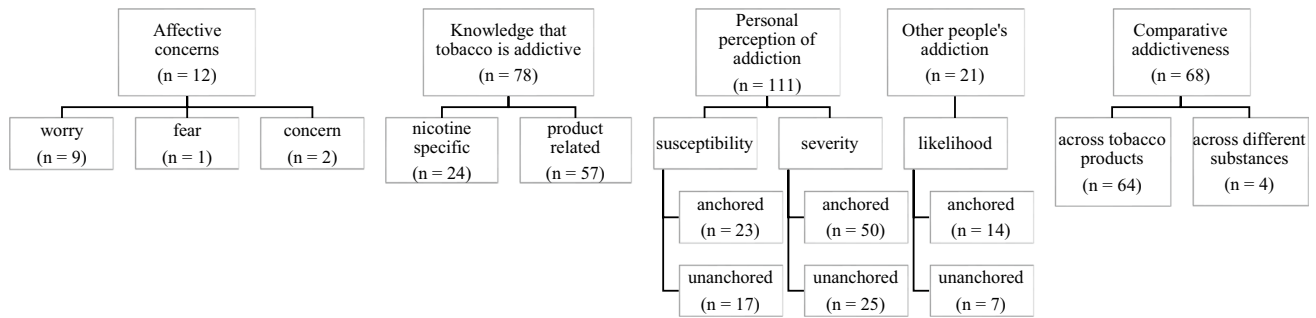 Affective
concerns
(n = 12)
worry
(n = 9)
fear
(n = 1)
concern
(n = 2)
Knowledge that
tobacco is addictive
(n = 78)
nicotine
specific
(n = 24)
product
related
(n = 57)
Personal
perception of
addiction
(n = 111)
susceptibility
anchored
(n = 23)
unanchored
(n = 17)
severity
anchored
(n = 50)
unanchored
(n = 25)
Other people's
addiction
(n = 21)
likelihood
anchored
(n = 14)
unanchored
(n = 7)
Comparative
addictiveness
(n = 68)
across tobacco
products
(n = 64)
across different
substances
(n = 4)